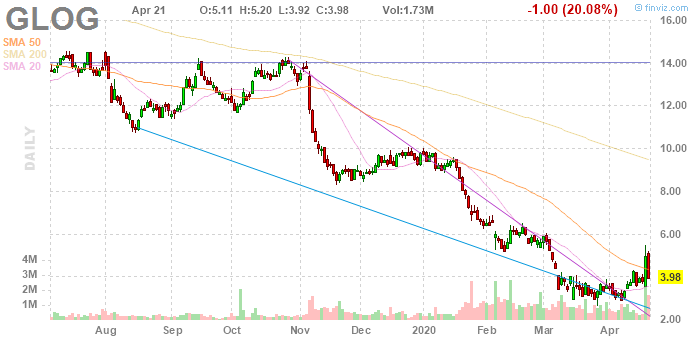 GLOG Apr 21 O:5.11 H:5.20 L:3.92 C:3.98 Vol:1.73M -1.00 (20.08%) © finviz.com
SMA 50
SMA 200
SMA 20
DAILY
16.00
14.00
12.00
10.00
8.00
6.00
3.98
2.00
4M
3M
2M
1M
Aug Sep Oct Nov Dec 2020 Feb Mar Apr